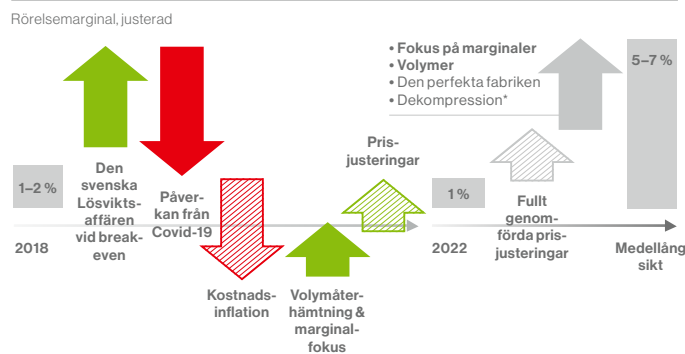 Rörelsemarginal, justerad
1–2 %
2018
Den
svenska
Lösvikts-
affären
vid break-
even
Påver-
kan från
Covid-19
Kostnads-
inflation
Volymåter-
hämtning &
marginal-
fokus
Pris-
justeringar
1 %
2022
• Fokus på marginaler
• Volymer
• Den perfekta fabriken
• Dekompression*
Fullt
genom-
förda pris-
justeringar
5–7 %
Medellång
sikt